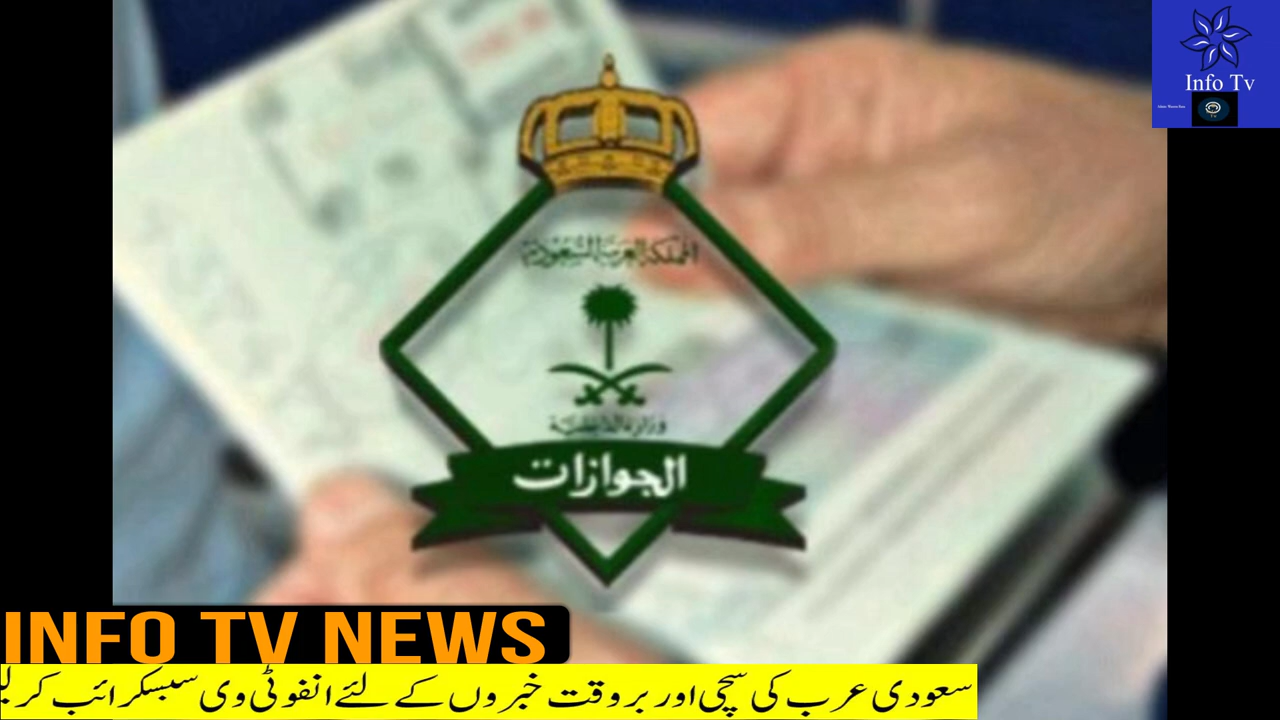 Info Tv
المملكة العربية السعودية
وزارة الداخلية
الجوازات
INFO TV NEWS
سعودی عرب کی سچی اور بروقت خبروں کے لئے انفو ٹی وی سبسکرائب کر